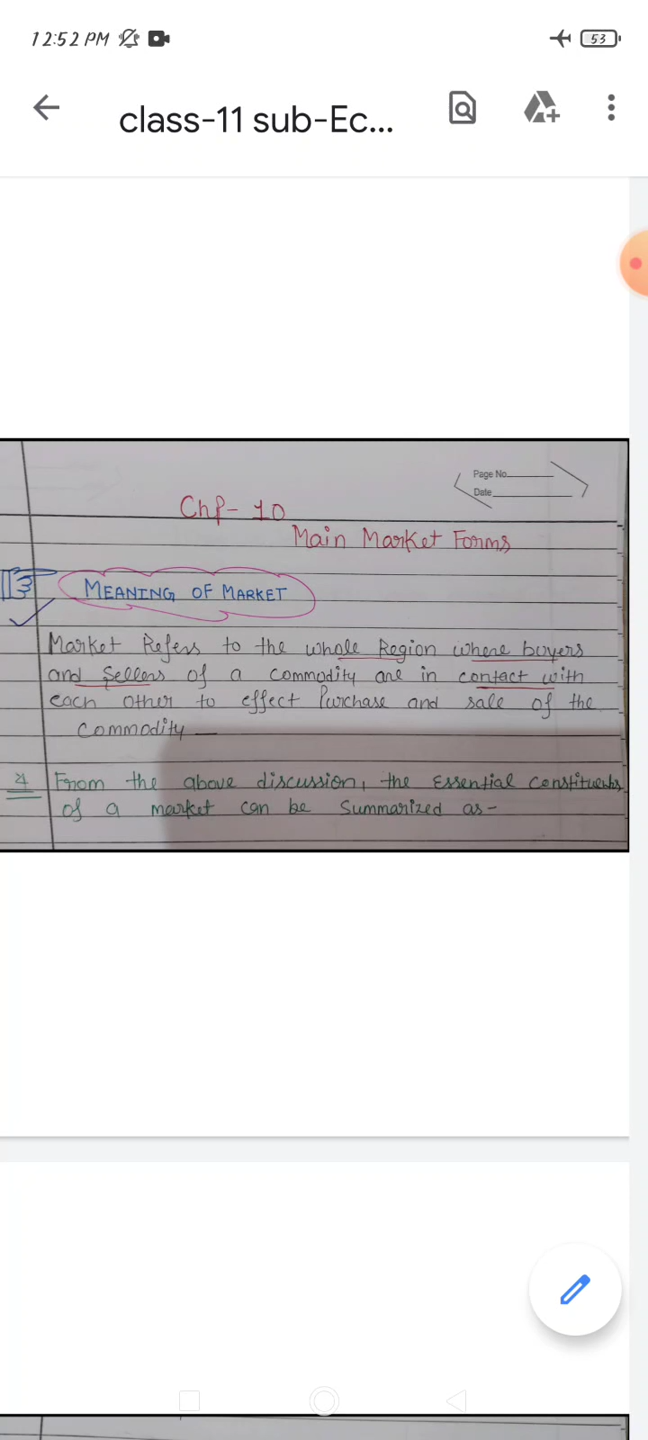 12:52 PM
53
class-11 sub-Ec...
Page No.
Date
Chp- 10
Main Market Forms
MEANING OF MARKET
Market Refers to the whole Region where buyers
and Sellers of a commodity are in contact with
each other to effect Purchase and sale of the
Commodity —
From the above discussion, the Essential constituents
of a market can be Summarized as-